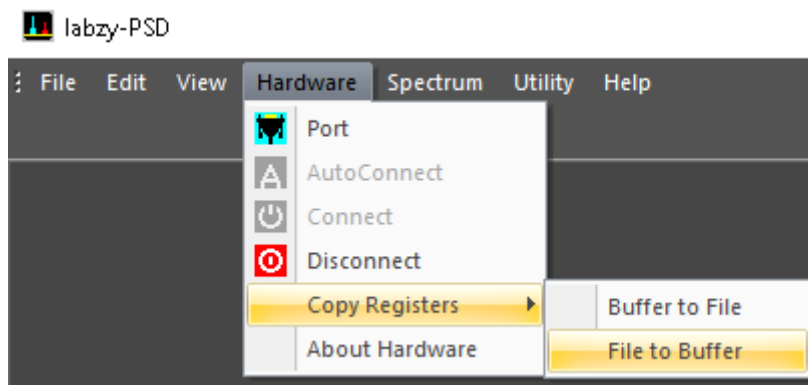 labzy-PSD
File Edit View Hardware Spectrum Utility Help
Port
AutoConnect
Connect
Disconnect
Copy Registers
Buffer to File
About Hardware
File to Buffer